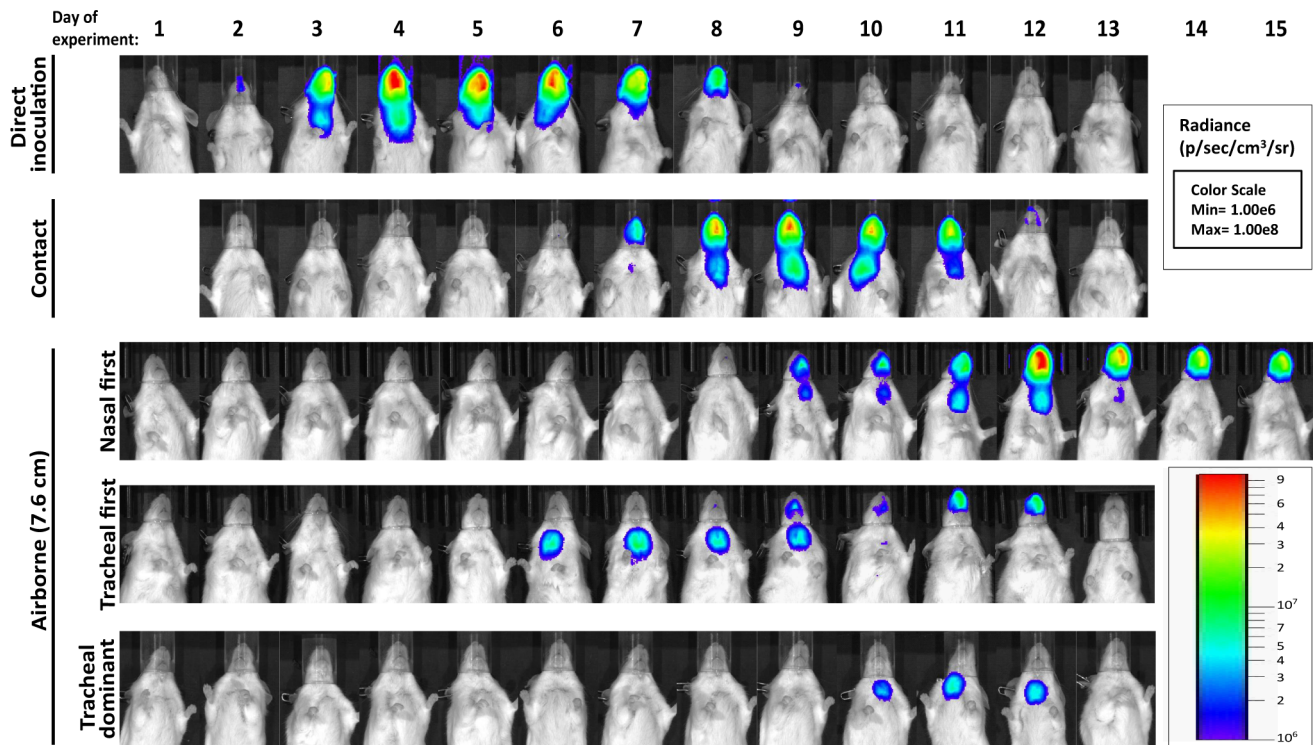 Day of
experiment:
1 2 3 4 5 6 7 8 9 10 11 12 13 14 15
Direct
inoculation
Contact
Airborne (7.6 cm)
Nasal first
Tracheal first
Tracheal
dominant
Radiance
(p/sec/cm³/sr)
Color Scale
Min= 1.00e6
Max= 1.00e8
9
6
4
3
2
10⁷
7
5
4
3
2
10⁶